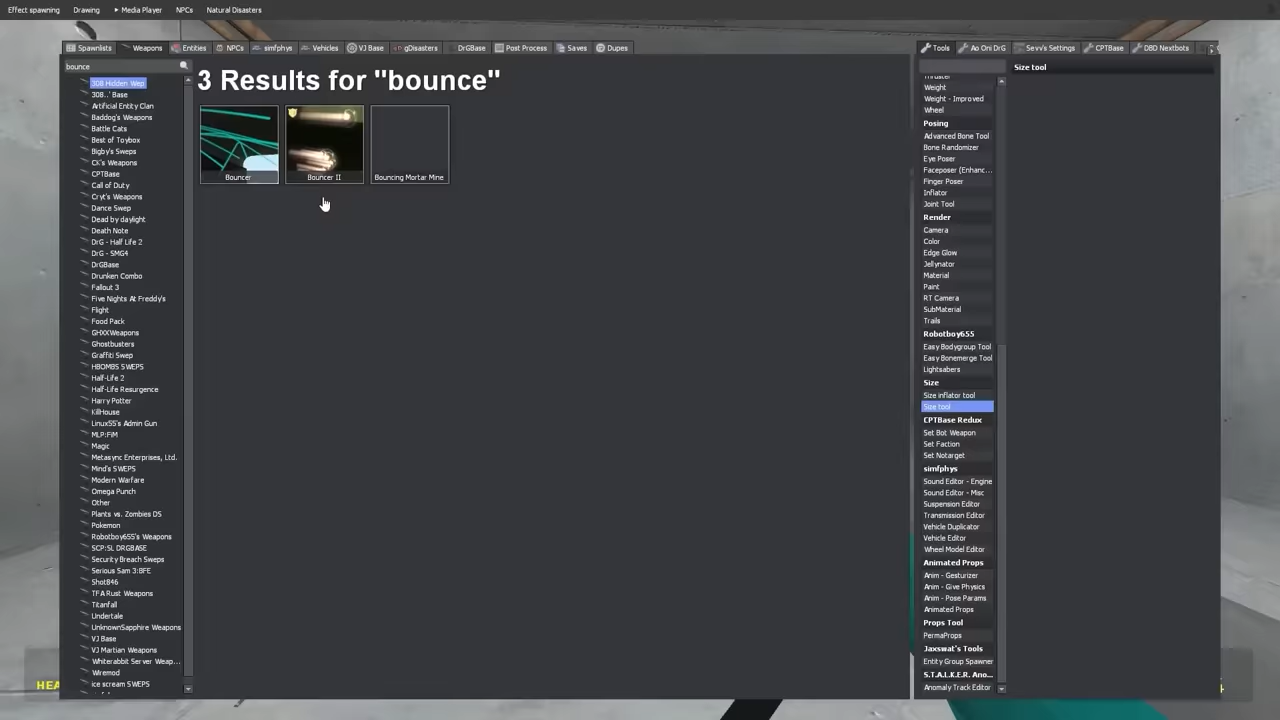 Effect spawning Drawing Media Player NPCs Natural Disasters
Spawnlists Weapons Entities NPCs simfphys Vehicles VJ Base gDisasters DrGBase Post Process Saves Dupes
Tools Ao Oni DrG Sevv's Settings CPTBase DBD Nextbots
bounce
3 Results for "bounce"
308 Hidden Wep
308..' Base
Artificial Entity Clan
Baddog's Weapons
Battle Cats
Best of Toybox
Bigby's Sweps
CK's Weapons
CPTBase
Call of Duty
Cryt's Weapons
Dance Swep
Dead by daylight
Death Note
DrG - Half Life 2
DrG - SMG4
DrGBase
Drunken Combo
Fallout 3
Five Nights At Freddy's
Flight
Food Pack
GHXXWeapons
Ghostbusters
Graffiti Swep
HBOMBS SWEPS
Half-Life 2
Half-Life Resurgence
Harry Potter
KillHouse
Linux55's Admin Gun
MLP:FiM
Magic
Metasync Enterprises, Ltd.
Mind's SWEPS
Modern Warfare
Omega Punch
Other
Plants vs. Zombies DS
Pokemon
Robotboy655's Weapons
SCP:SL DRGBASE
Security Breach Sweps
Serious Sam 3:BFE
Shot846
TFA Rust Weapons
Titanfall
Undertale
UnknownSapphire Weapons
VJ Base
VJ Martian Weapons
Whiterabbit Server Weap...
Wiremod
ice scream SWEPS
Bouncer
Bouncer II
Bouncing Mortar Mine
Thruster
Weight
Weight - Improved
Wheel
Posing
Advanced Bone Tool
Bone Randomizer
Eye Poser
Faceposer (Enhanc...
Finger Poser
Inflator
Joint Tool
Render
Camera
Color
Edge Glow
Jellynator
Material
Paint
RT Camera
SubMaterial
Trails
Robotboy655
Easy Bodygroup Tool
Easy Bonemerge Tool
Lightsabers
Size
Size inflator tool
Size tool
CPTBase Redux
Set Bot Weapon
Set Faction
Set Notarget
simfphys
Sound Editor - Engine
Sound Editor - Misc
Suspension Editor
Transmission Editor
Vehicle Duplicator
Vehicle Editor
Wheel Model Editor
Animated Props
Anim - Gesturizer
Anim - Give Physics
Anim - Pose Params
Animated Props
Props Tool
PermaProps
Jaxswat's Tools
Entity Group Spawner
S.T.A.L.K.E.R. Ano...
Anomaly Track Editor
Size tool
HEA